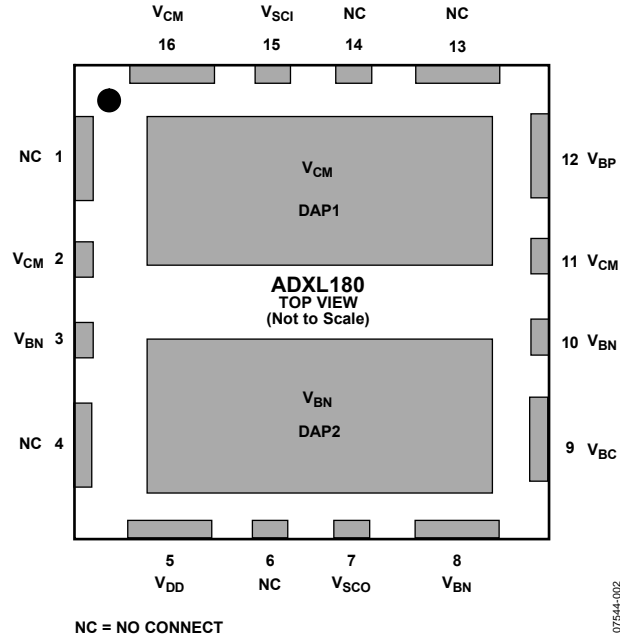 VCM VSCI NC NC
16 15 14 13
NC 1
VCM
DAP1
12 VBP
VCM 2
11 VCM
ADXL180
TOP VIEW
(Not to Scale)
VBN 3
10 VBN
VBN
DAP2
NC 4
9 VBC
5 6 7 8
VDD NC VSCO VBN
NC = NO CONNECT
07544-002